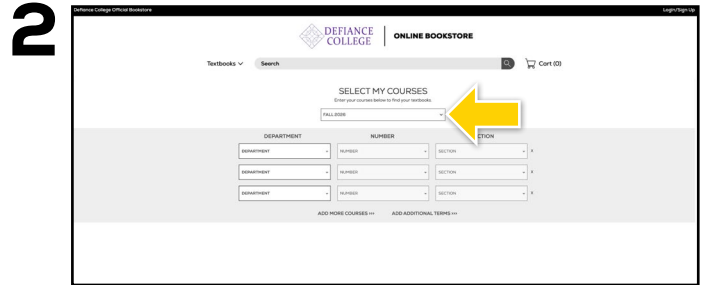 2
Defiance College Official Bookstore
Login/Sign Up
DEFIANCE
COLLEGE
ONLINE BOOKSTORE
Textbooks
Search
Cart (0)
SELECT MY COURSES
Enter your courses below to find your textbooks.
FALL 2020
DEPARTMENT NUMBER CTION
DEPARTMENT NUMBER SECTION X
DEPARTMENT NUMBER SECTION X
DEPARTMENT NUMBER SECTION X
ADD MORE COURSES >>> ADD ADDITIONAL TERMS >>>